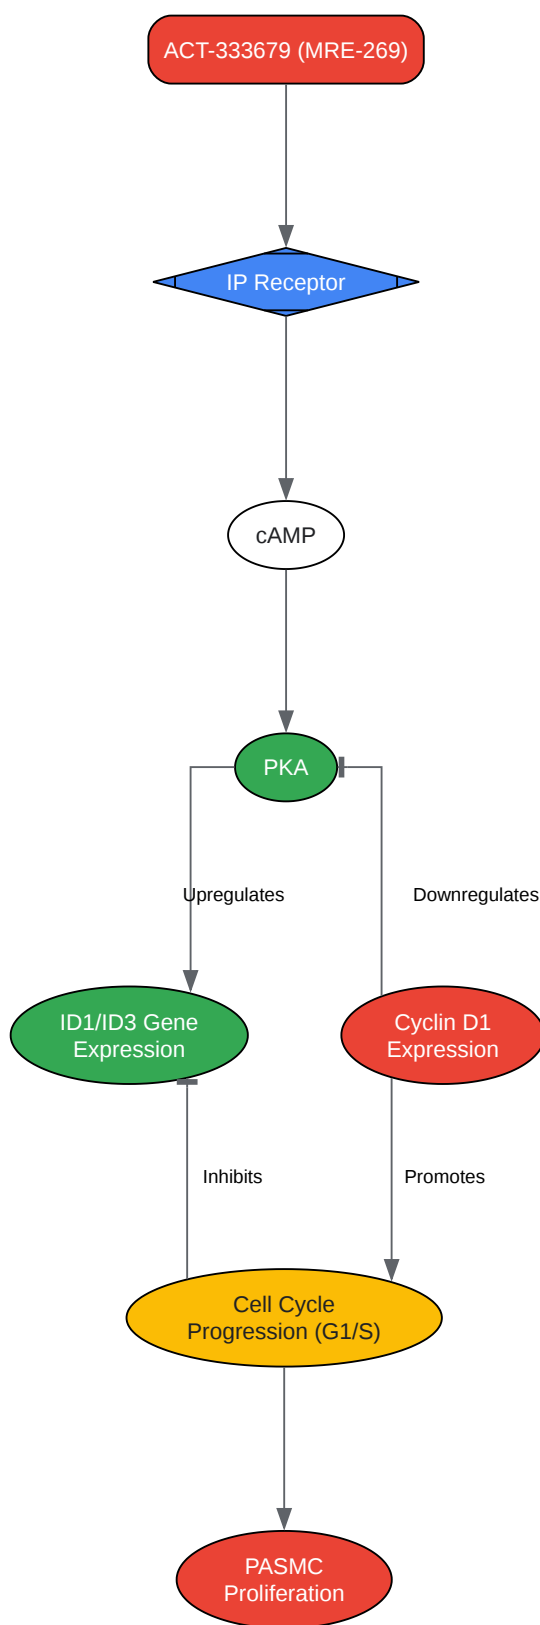 ACT-333679 (MRE-269)
IP Receptor
cAMP
PKA
Upregulates
Downregulates
ID1/ID3 Gene
Expression
Cyclin D1
Expression
Inhibits
Promotes
Cell Cycle
Progression (G1/S)
PASMC
Proliferation